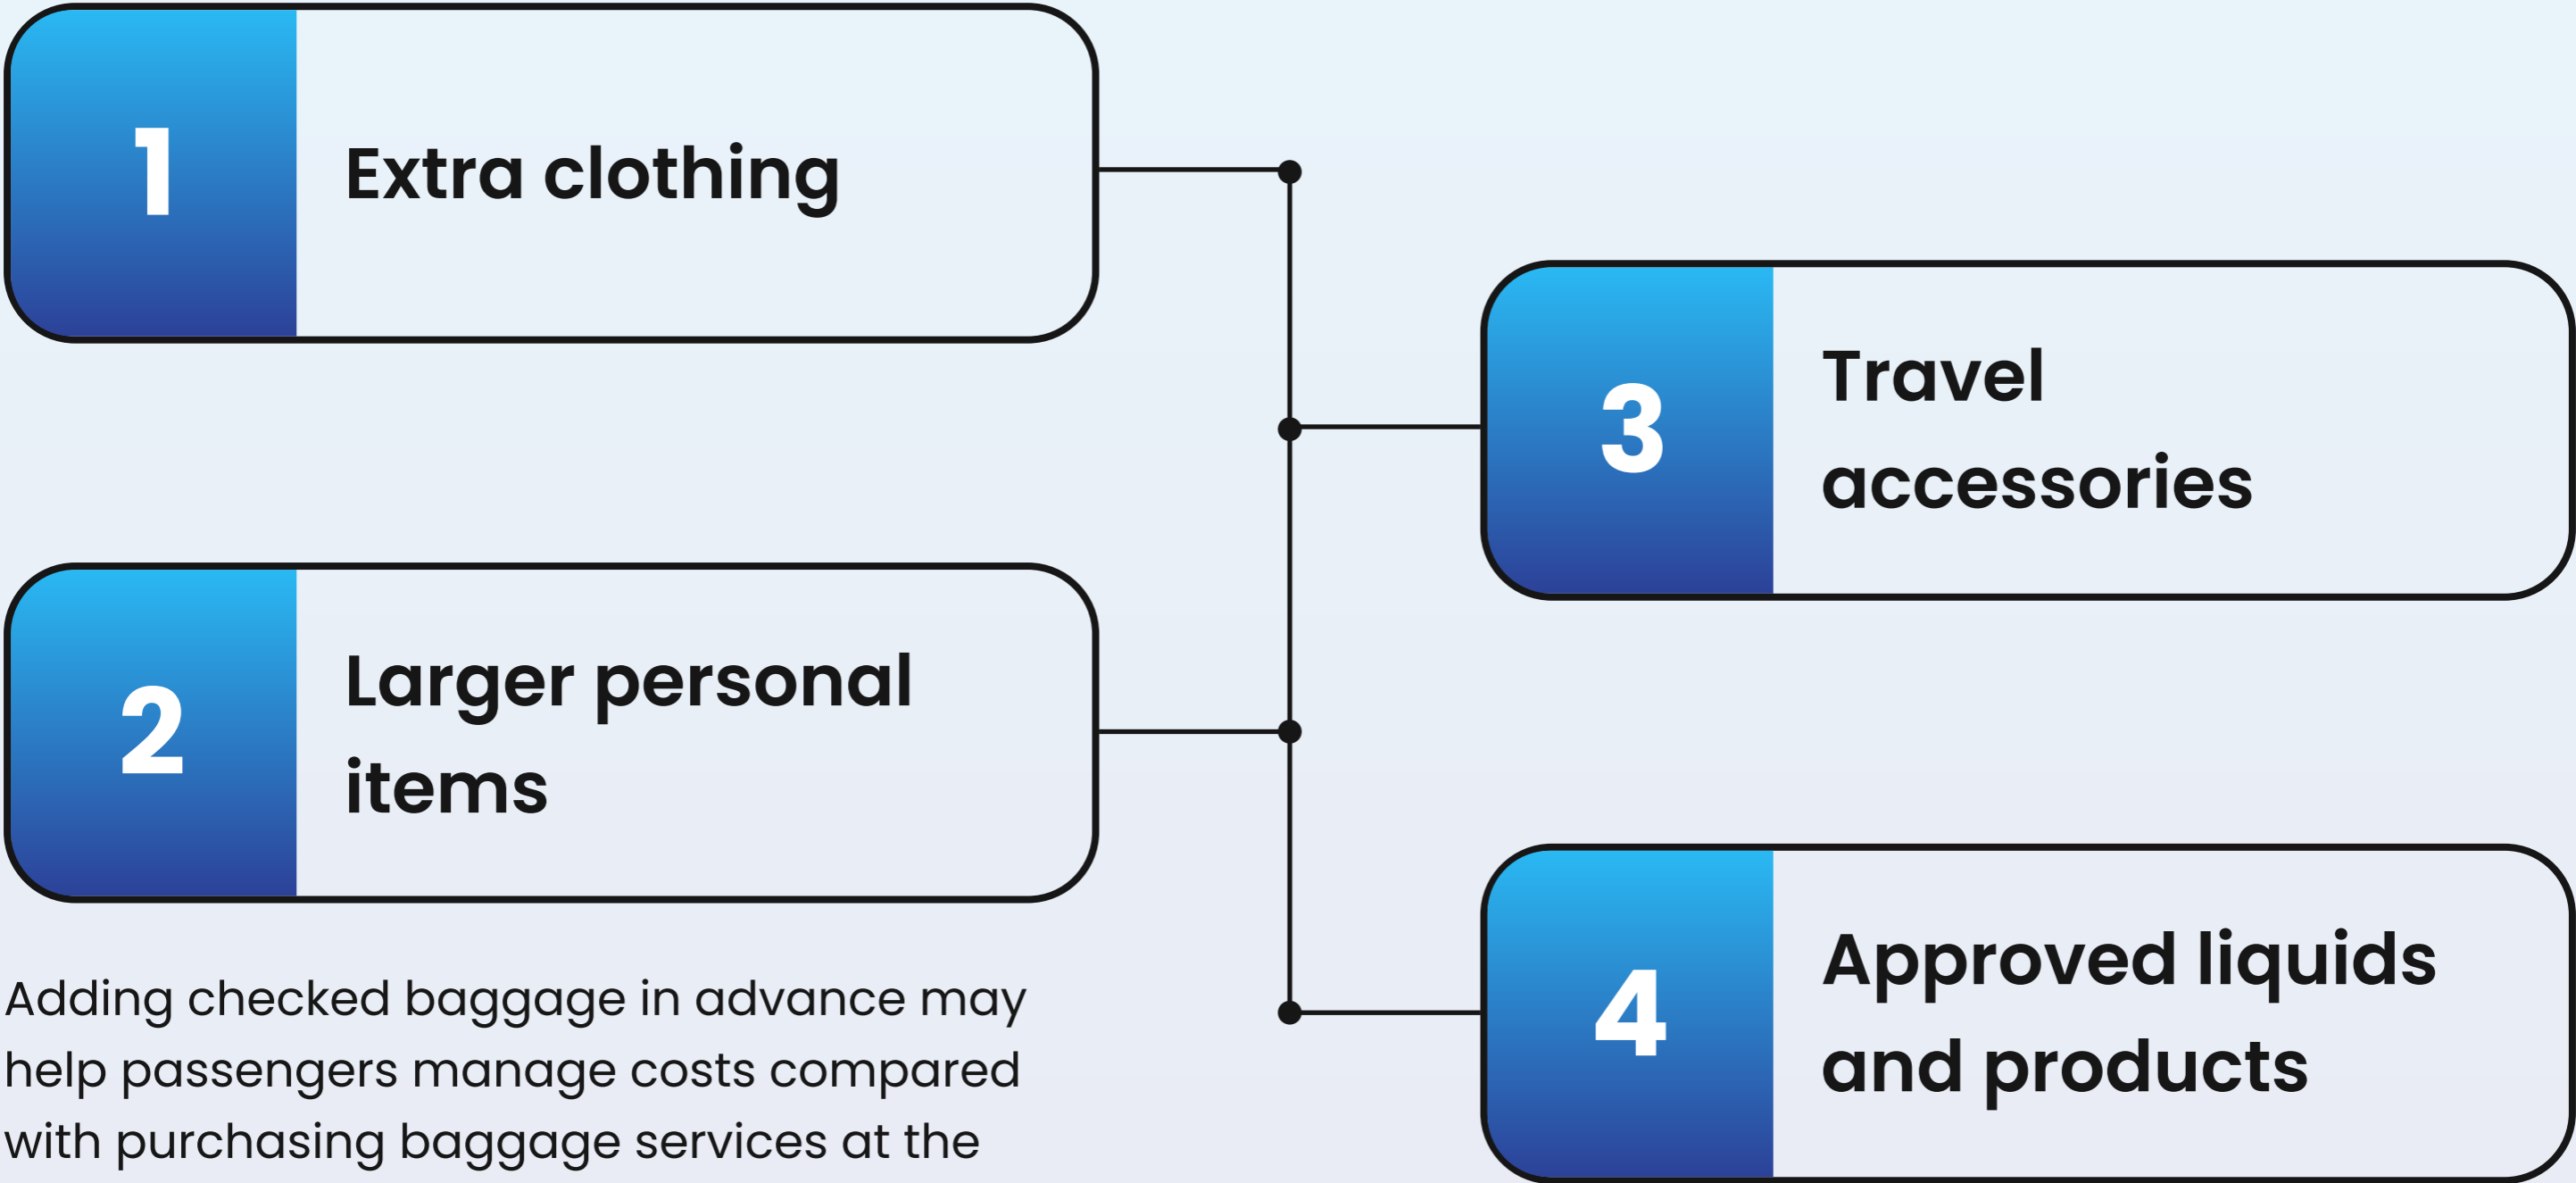 1
Extra clothing
2
Larger personal
items
3
Travel
accessories
4
Approved liquids
and products
Adding checked baggage in advance may
help passengers manage costs compared
with purchasing baggage services at the